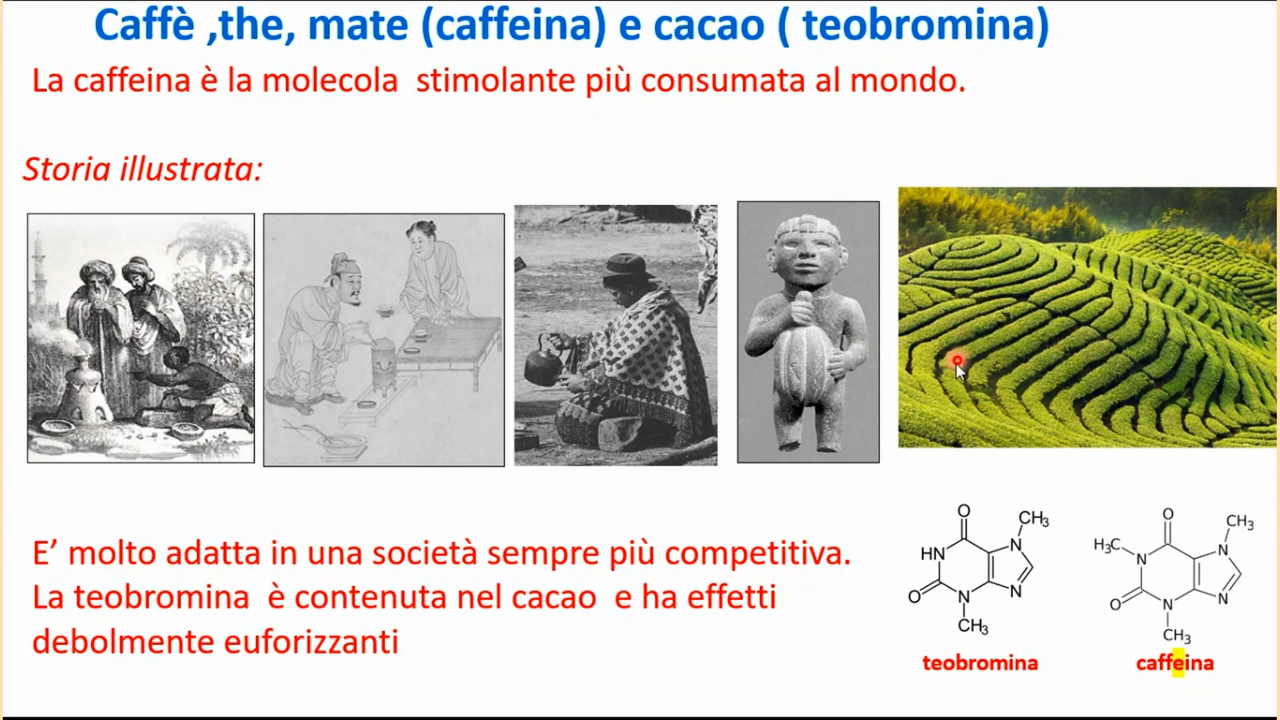 Caffè ,the, mate (caffeina) e cacao ( teobromina)
La caffeina è la molecola stimolante più consumata al mondo.
Storia illustrata:
E’ molto adatta in una società sempre più competitiva.
La teobromina è contenuta nel cacao e ha effetti
debolmente euforizzanti
O
CH3
HN
N
O
N
N
CH3
teobromina
O
CH3
H3C
N
N
O
N
N
CH3
caffeina